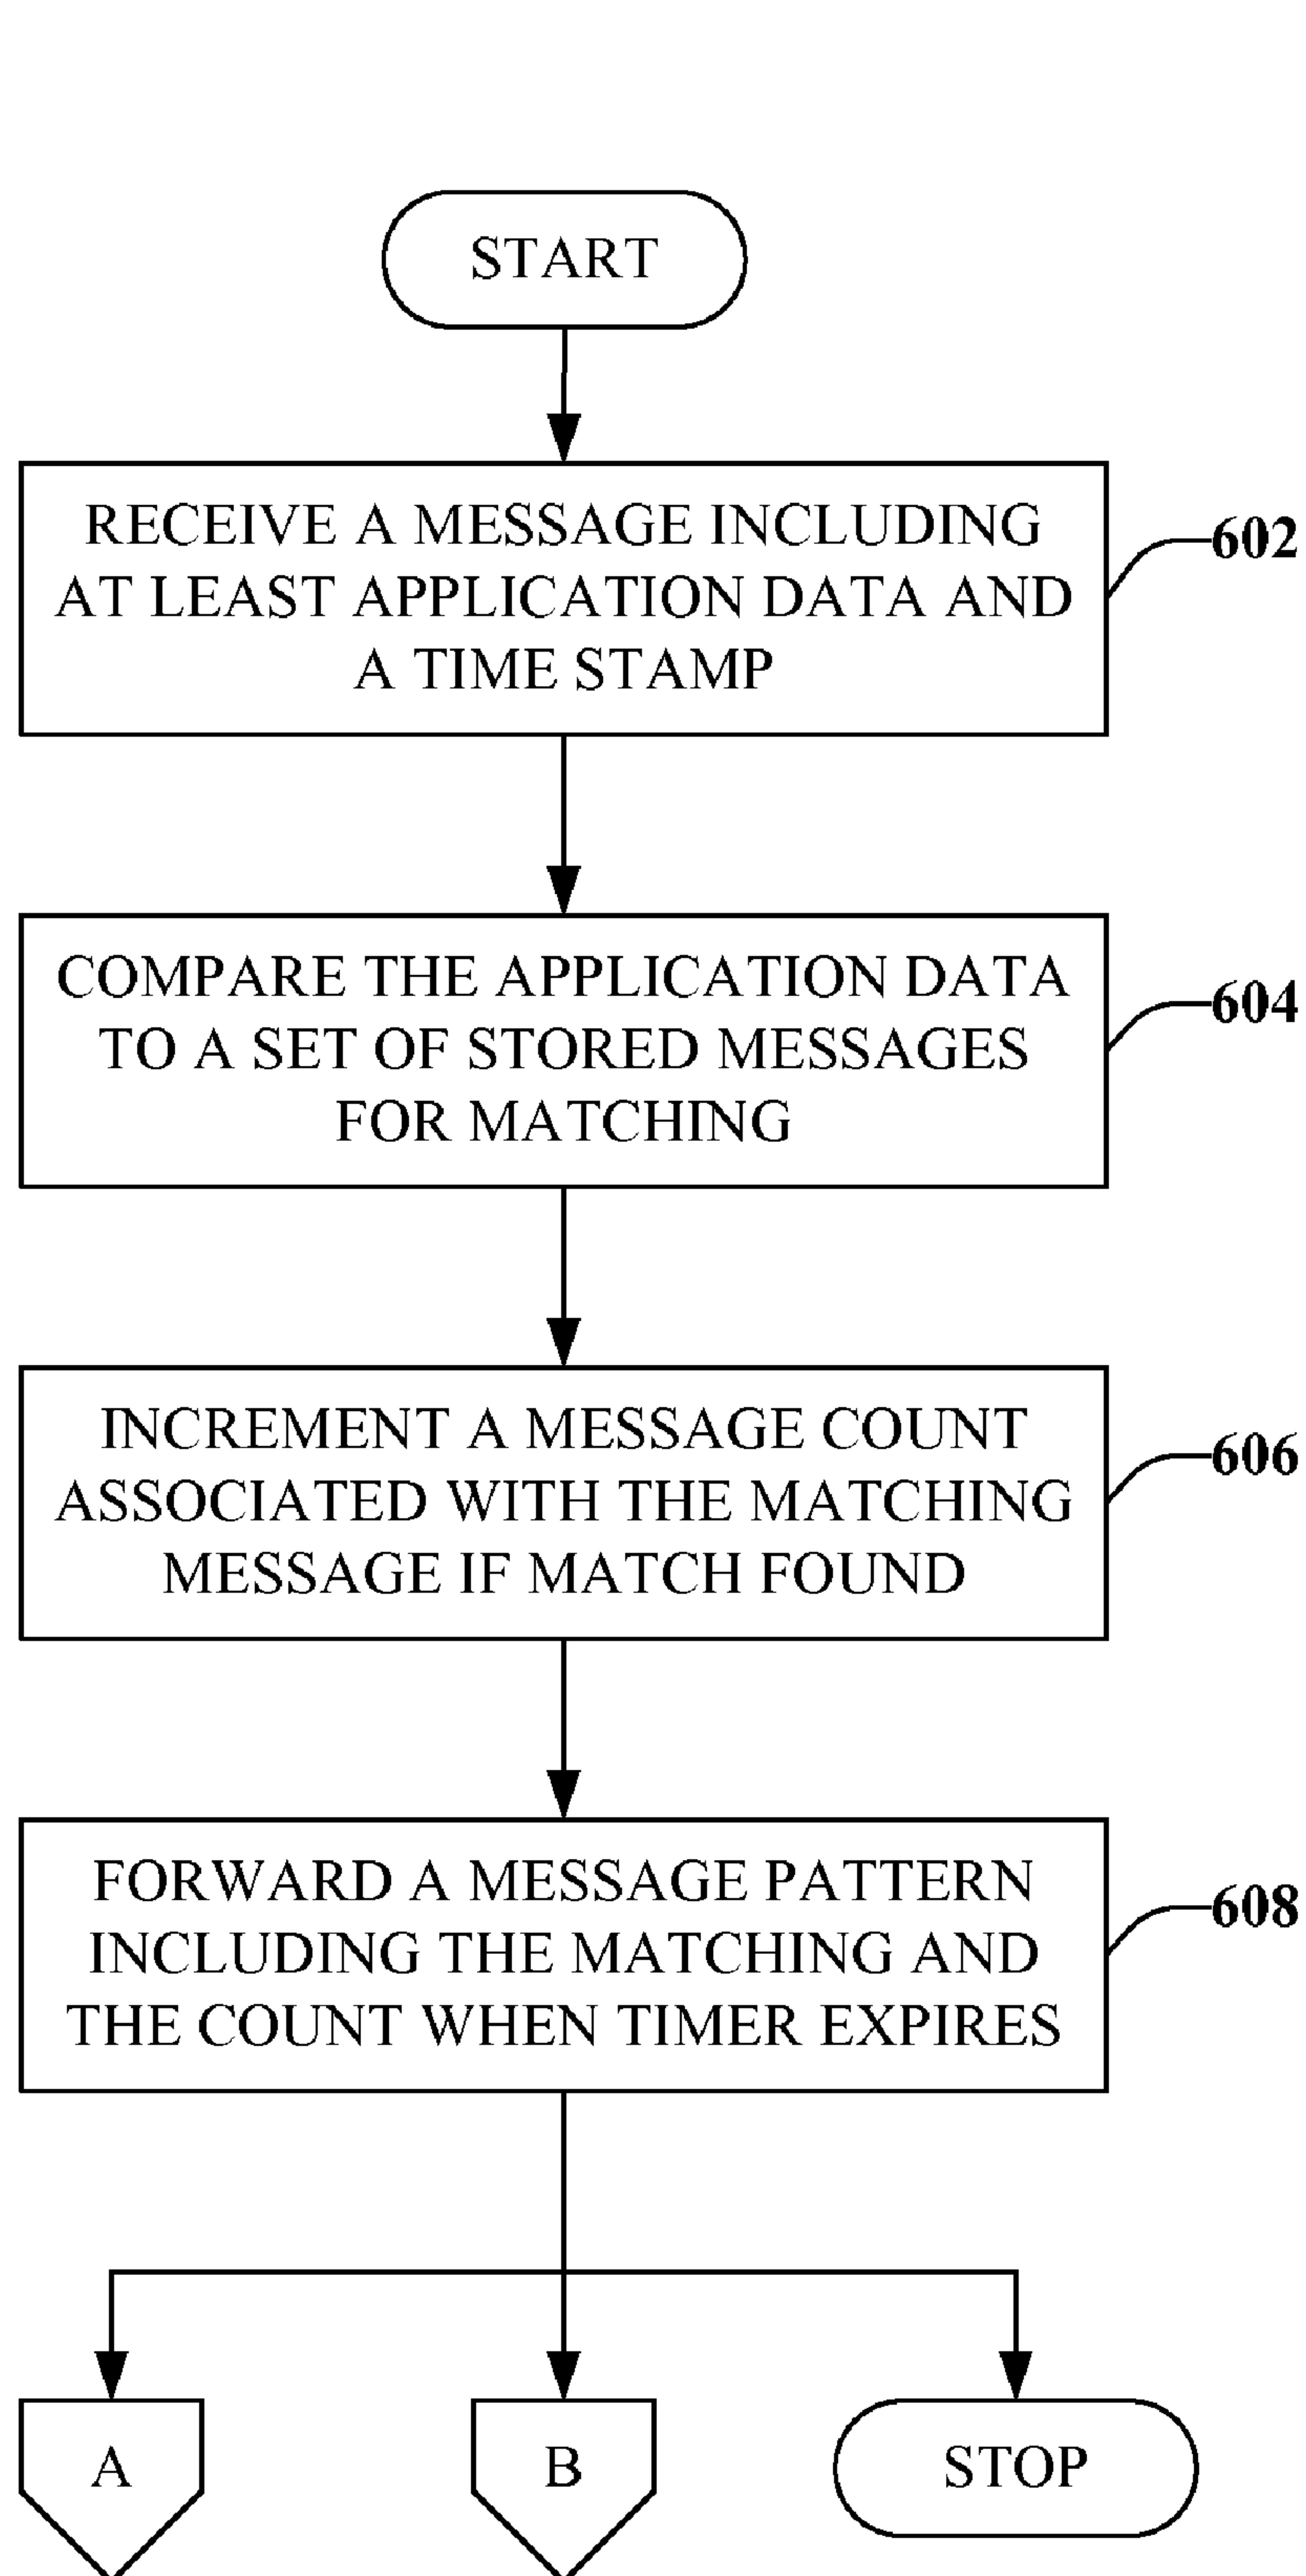 START
RECEIVE A MESSAGE INCLUDING
AT LEAST APPLICATION DATA AND
A TIME STAMP
602
COMPARE THE APPLICATION DATA
TO A SET OF STORED MESSAGES
FOR MATCHING
604
INCREMENT A MESSAGE COUNT
ASSOCIATED WITH THE MATCHING
MESSAGE IF MATCH FOUND
606
FORWARD A MESSAGE PATTERN
INCLUDING THE MATCHING AND
THE COUNT WHEN TIMER EXPIRES
608
A
B
STOP